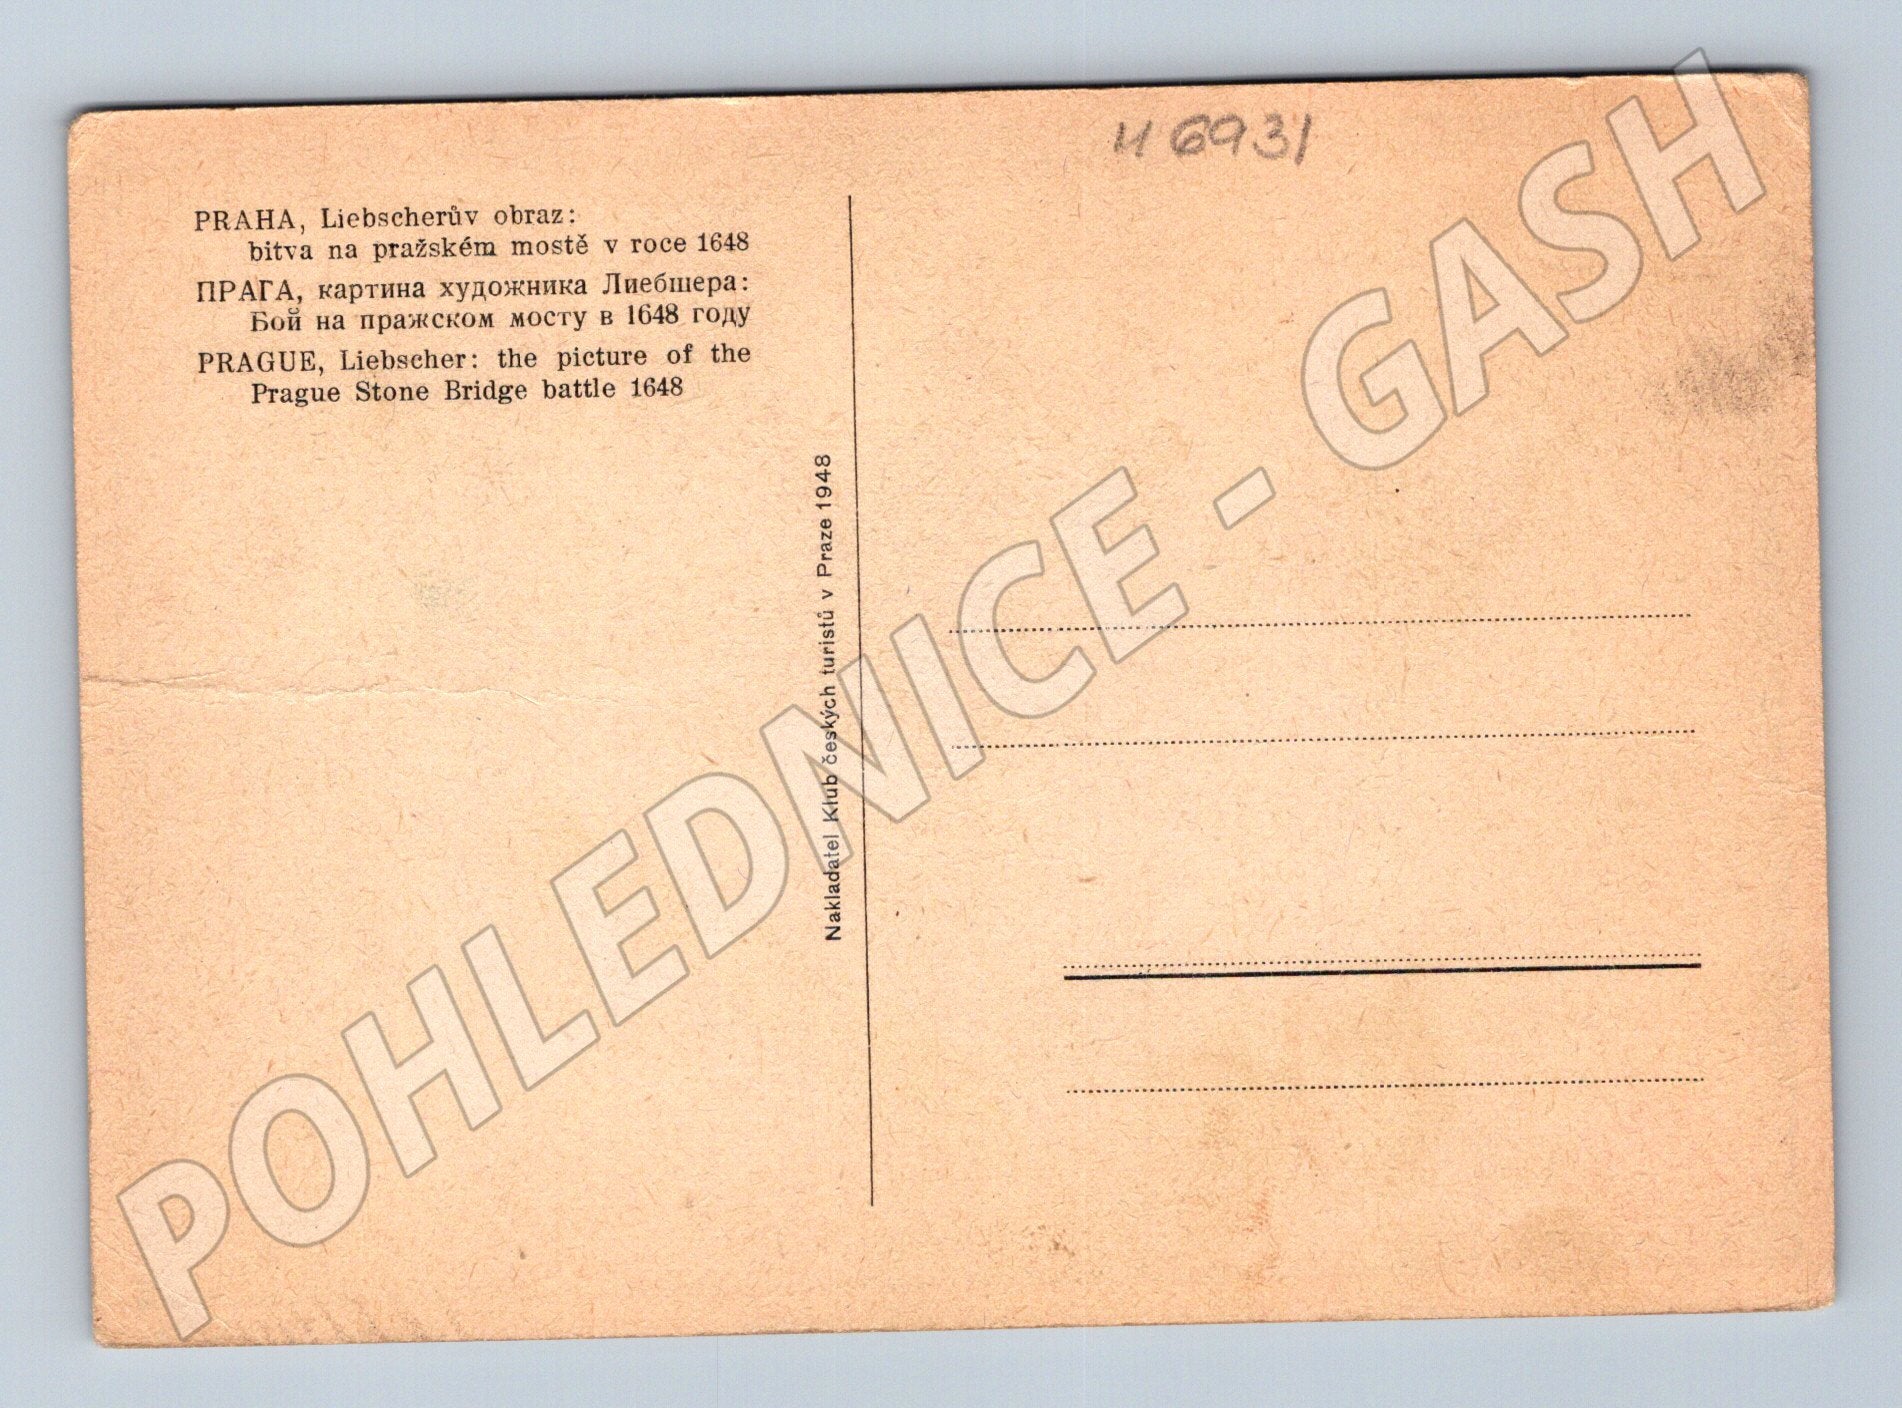 и 6931
PRAHA, Liebscherův obraz:
bitva na pražském mostě v roce 1648
ПРАГА, картина художника Лиебшера:
Бой на пражском мосту в 1648 году
PRAGUE, Liebscher: the picture of the
Prague Stone Bridge battle 1648
Nakladatel Klub českých turistů v Praze 1948
POHLEDNICE - GASH